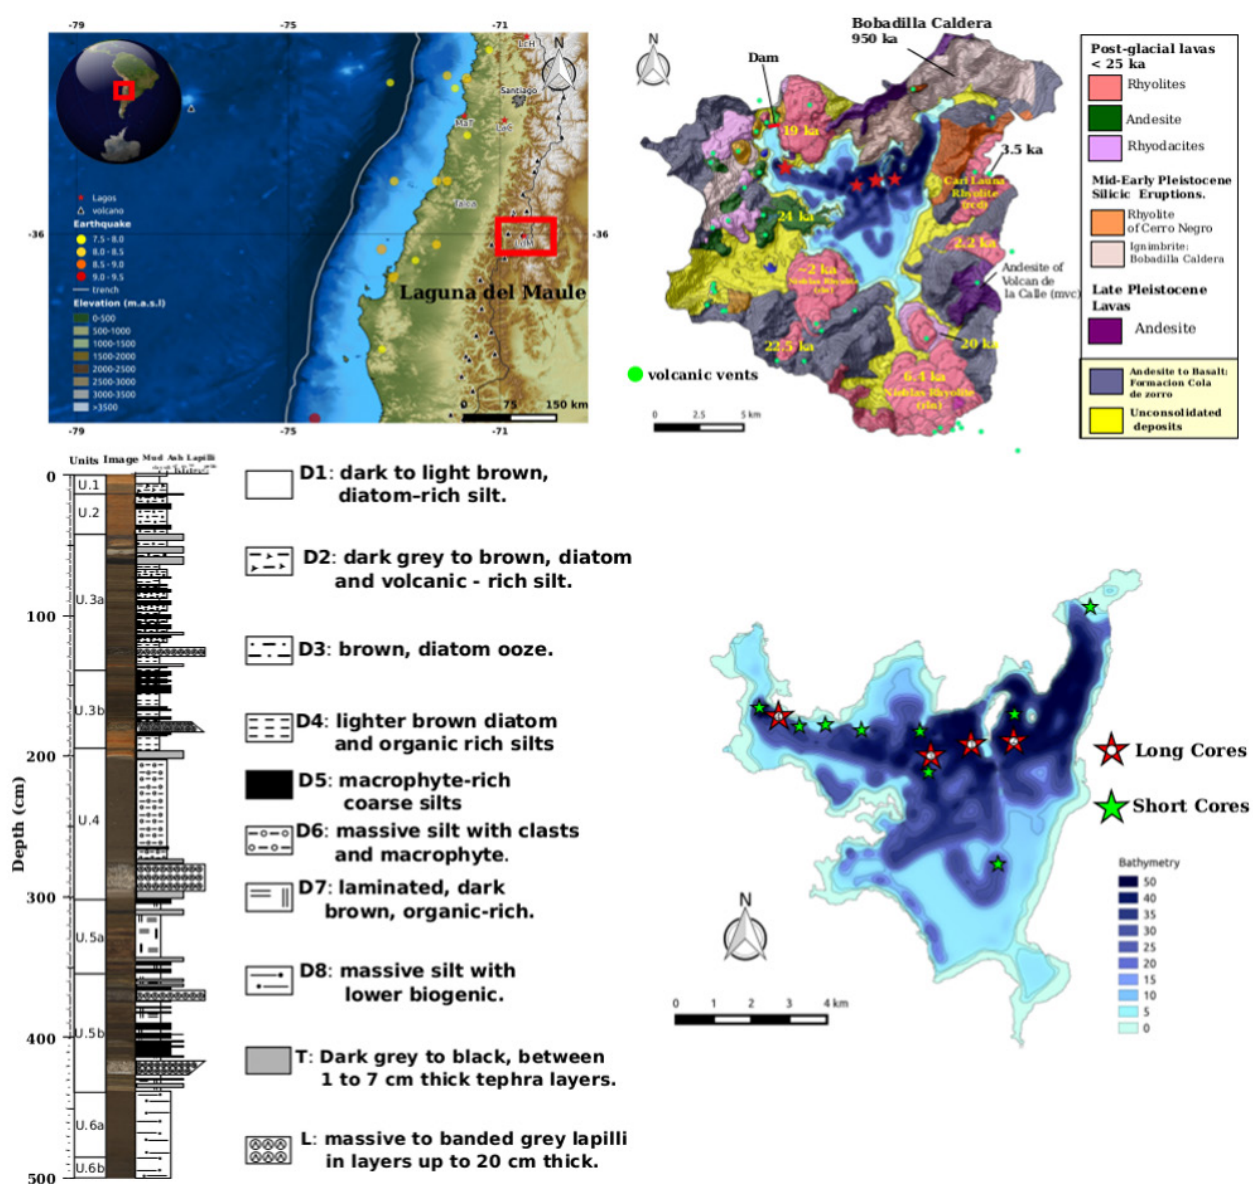 -79
-75
-71
LcH
N
Santiago
MaT
LoE
Talca
-36
-36
LdM
Laguna del Maule
Lagos
volcano
Earthquake
7.5 - 8.0
8.0 - 8.5
8.5 - 9.0
9.0 - 9.5
trench
Elevation (m.a.s.l)
0-500
500-1000
1000-1500
1500-2000
2000-2500
2500-3000
3000-3500
>3500
0 75 150 km
-79
-75
-71
N
Bobadilla Caldera
950 ka
Dam
19 ka
3.5 ka
Cari Launa
Rhyolite
(rcd)
24 ka
2.2 ka
~2 ka
Nieblas Rhyolite
Andesite of
Volcan de
la Calle (mvc)
22.5 ka
20 ka
6.4 ka
Nieblas Rhyolite
(rln)
volcanic vents
0 2.5 5 km
Post-glacial lavas
< 25 ka
Rhyolites
Andesite
Rhyodacites
Mid-Early Pleistocene
Silicic Eruptions.
Rhyolite
of Cerro Negro
Ignimbrite:
Bobadilla Caldera
Late Pleistocene
Lavas
Andesite
Andesite to Basalt:
Formacion Cola
de zorro
Unconsolidated
deposits
Units Image Mud Ash Lapilli
Depth (cm)
0
100
200
300
400
500
U.1
U.2
U.3a
U.3b
U.4
U.5a
U.5b
U.6a
U.6b
D1: dark to light brown,
diatom-rich silt.
D2: dark grey to brown, diatom
and volcanic - rich silt.
D3: brown, diatom ooze.
D4: lighter brown diatom
and organic rich silts
D5: macrophyte-rich
coarse silts
D6: massive silt with clasts
and macrophyte.
D7: laminated, dark
brown, organic-rich.
D8: massive silt with
lower biogenic.
T: Dark grey to black, between
1 to 7 cm thick tephra layers.
L: massive to banded grey lapilli
in layers up to 20 cm thick.
Long Cores
Short Cores
N
0 1 2 3 4 km
Bathymetry
50
40
35
30
25
20
15
10
5
0